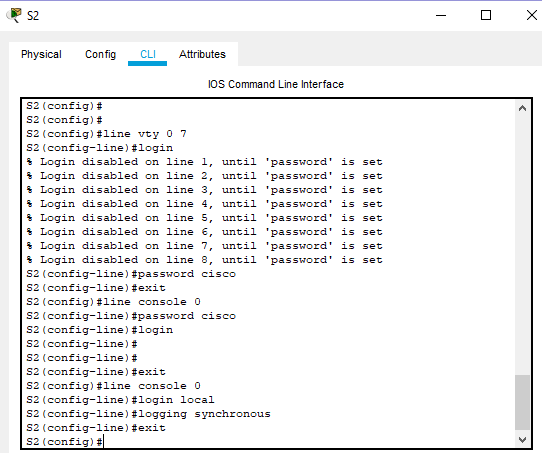 S2
Physical Config CLI Attributes
IOS Command Line Interface
S2(config)#
S2(config)#
S2(config)#line vty 0 7
S2(config-line)#login
% Login disabled on line 1, until 'password' is set
% Login disabled on line 2, until 'password' is set
% Login disabled on line 3, until 'password' is set
% Login disabled on line 4, until 'password' is set
% Login disabled on line 5, until 'password' is set
% Login disabled on line 6, until 'password' is set
% Login disabled on line 7, until 'password' is set
% Login disabled on line 8, until 'password' is set
S2(config-line)#password cisco
S2(config-line)#exit
S2(config)#line console 0
S2(config-line)#password cisco
S2(config-line)#login
S2(config-line)#
S2(config-line)#
S2(config-line)#exit
S2(config)#line console 0
S2(config-line)#login local
S2(config-line)#logging synchronous
S2(config-line)#exit
S2(config)#